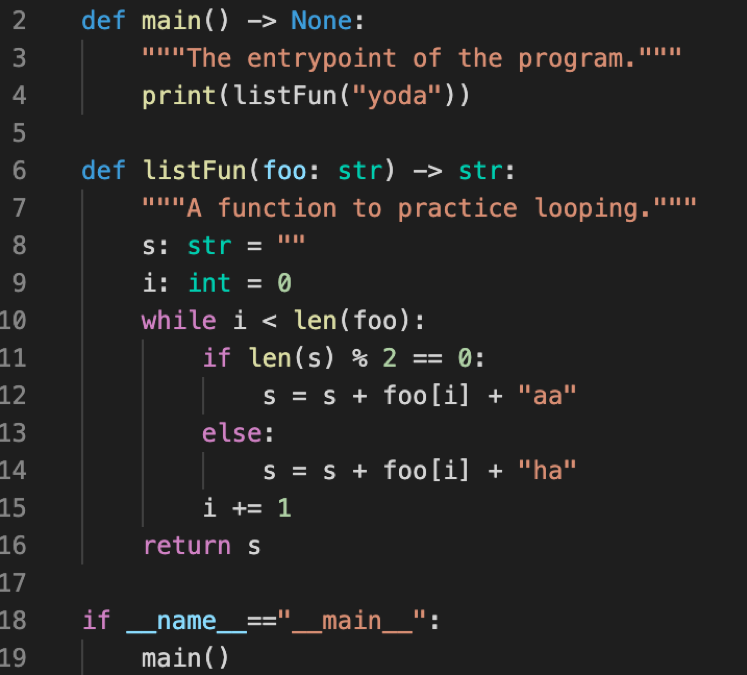 2 def main() -> None:
3     """The entrypoint of the program."""
4     print(listFun("yoda"))
5
6 def listFun(foo: str) -> str:
7     """A function to practice looping."""
8     s: str = ""
9     i: int = 0
10     while i < len(foo):
11         if len(s) % 2 == 0:
12             s = s + foo[i] + "aa"
13         else:
14             s = s + foo[i] + "ha"
15         i += 1
16     return s
17
18 if __name__=="__main__":
19     main()